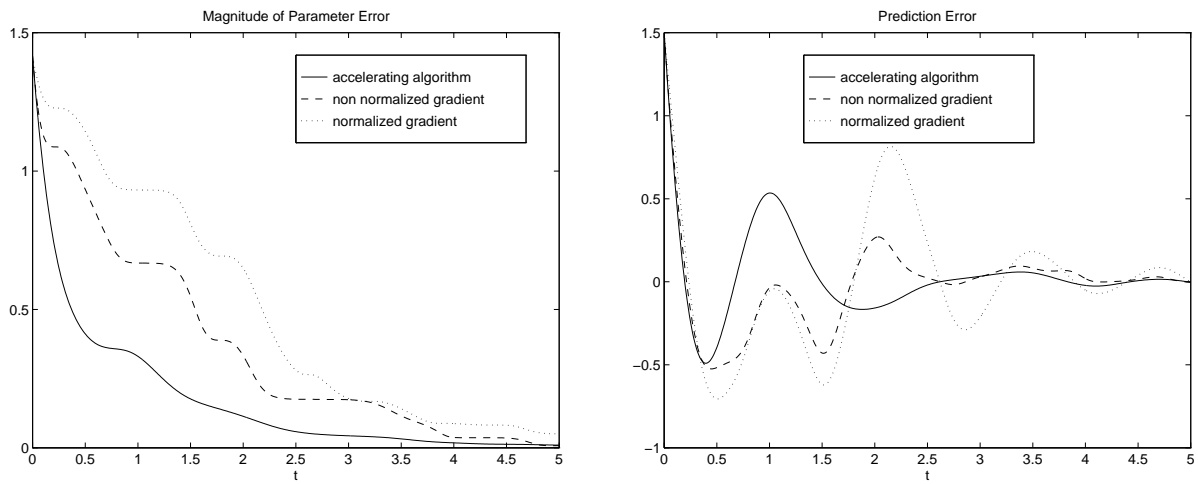 Magnitude of Parameter Error
1.5
1
0.5
0
accelerating algorithm
non normalized gradient
normalized gradient
0 0.5 1 1.5 2 2.5 3 3.5 4 4.5 5
t
Prediction Error
1.5
1
0.5
0
−0.5
−1
accelerating algorithm
non normalized gradient
normalized gradient
0 0.5 1 1.5 2 2.5 3 3.5 4 4.5 5
t